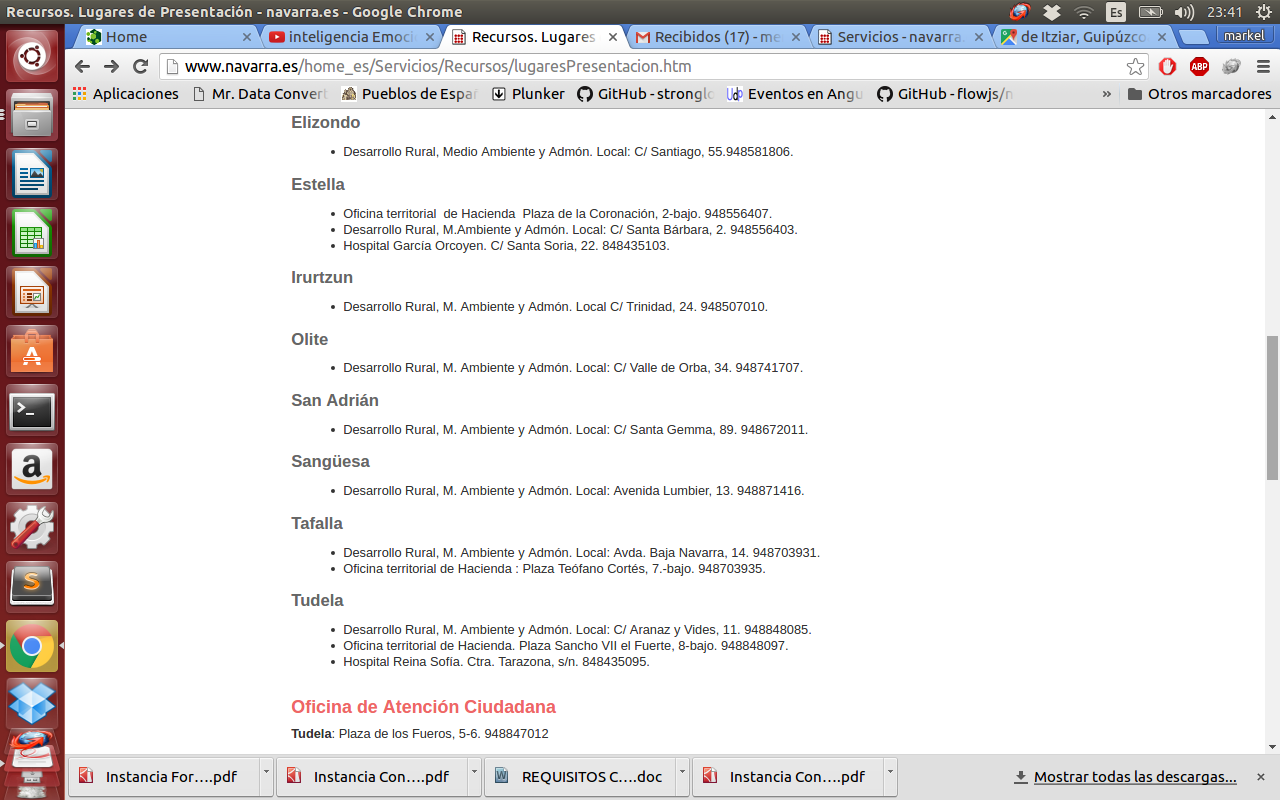 Recursos. Lugares de Presentación - navarra.es - Google Chrome
Es
23:41
Home
inteligencia Emoci
Recursos. Lugares
Recibidos (17) - me
Servicios - navarra.
de Itziar, Guipúzco
markel
www.navarra.es/home_es/Servicios/Recursos/lugaresPresentacion.htm
ABP
Aplicaciones
Mr. Data Convert
Pueblos de Espa
Plunker
GitHub - strongl
Eventos en Angu
GitHub - flowjs/n
»
Otros marcadores
Elizondo
• Desarrollo Rural, Medio Ambiente y Admón. Local: C/ Santiago, 55.948581806.
Estella
• Oficina territorial de Hacienda Plaza de la Coronación, 2-bajo. 948556407.
• Desarrollo Rural, M.Ambiente y Admón. Local: C/ Santa Bárbara, 2. 948556403.
• Hospital García Orcoyen. C/ Santa Soria, 22. 848435103.
Irurtzun
• Desarrollo Rural, M. Ambiente y Admón. Local C/ Trinidad, 24. 948507010.
Olite
• Desarrollo Rural, M. Ambiente y Admón. Local: C/ Valle de Orba, 34. 948741707.
San Adrián
• Desarrollo Rural, M. Ambiente y Admón. Local: C/ Santa Gemma, 89. 948672011.
Sangüesa
• Desarrollo Rural, M. Ambiente y Admón. Local: Avenida Lumbier, 13. 948871416.
Tafalla
• Desarrollo Rural, M. Ambiente y Admón. Local: Avda. Baja Navarra, 14. 948703931.
• Oficina territorial de Hacienda : Plaza Teófano Cortés, 7.-bajo. 948703935.
Tudela
• Desarrollo Rural, M. Ambiente y Admón. Local: C/ Aranaz y Vides, 11. 948848085.
• Oficina territorial de Hacienda. Plaza Sancho VII el Fuerte, 8-bajo. 948848097.
• Hospital Reina Sofía. Ctra. Tarazona, s/n. 848435095.
Oficina de Atención Ciudadana
Tudela: Plaza de los Fueros, 5-6. 948847012
Instancia For....pdf
Instancia Con....pdf
REQUISITOS C....doc
Instancia Con....pdf
Mostrar todas las descargas...